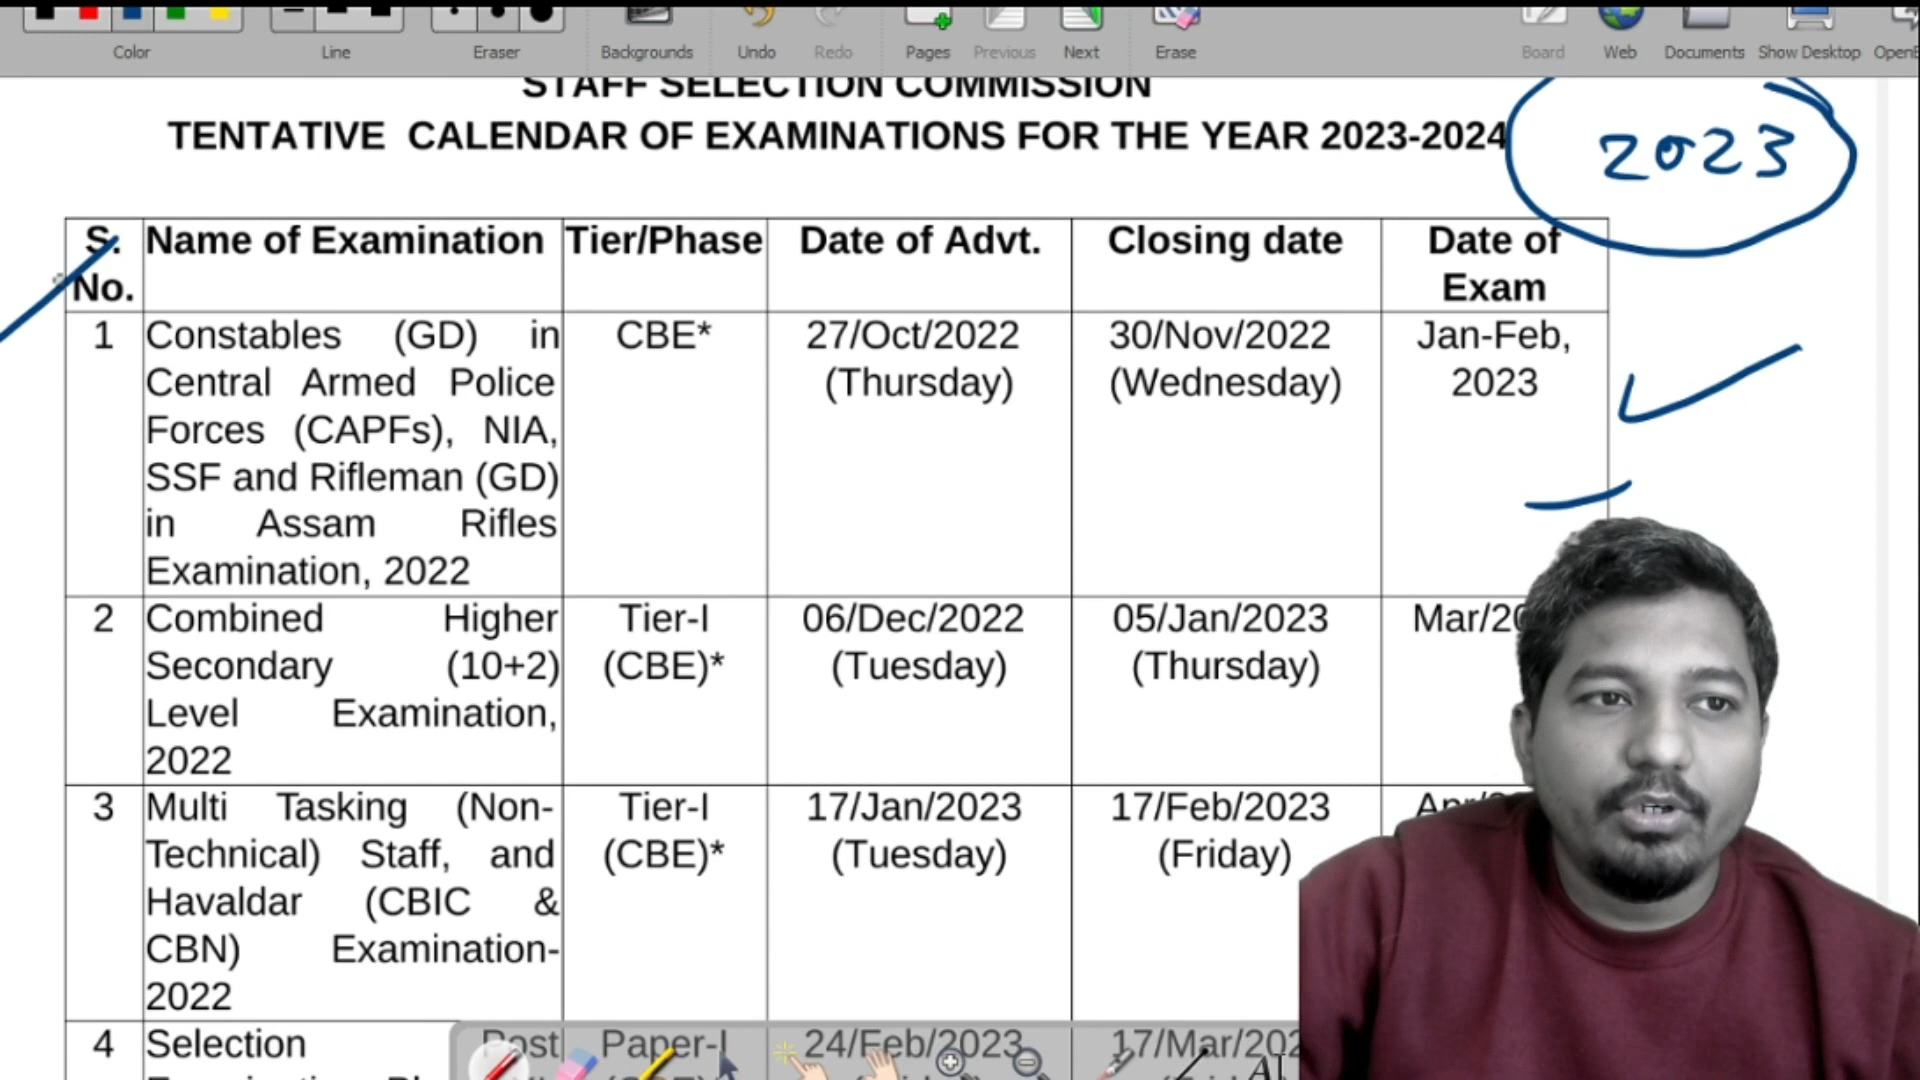 Color Line Eraser Backgrounds Undo Redo Pages Previous Next Erase Board Web Documents Show Desktop
STAFF SELECTION COMMISSION
TENTATIVE CALENDAR OF EXAMINATIONS FOR THE YEAR 2023-2024
2023
S. No. Name of Examination Tier/Phase Date of Advt. Closing date Date of Exam
1 Constables (GD) in CBE* 27/Oct/2022 30/Nov/2022 Jan-Feb,
Central Armed Police (Thursday) (Wednesday) 2023
Forces (CAPFs), NIA,
SSF and Rifleman (GD)
in Assam Rifles
Examination, 2022
2 Combined Higher Tier-I 06/Dec/2022 05/Jan/2023
Secondary (10+2) (CBE)* (Tuesday) (Thursday)
Level Examination,
2022
3 Multi Tasking (Non- Tier-I 17/Jan/2023 17/Feb/2023
Technical) Staff, and (CBE)* (Tuesday) (Friday)
Havaldar (CBIC &
CBN) Examination-
2022
4 Selection Post Paper-I 24/Feb/2023